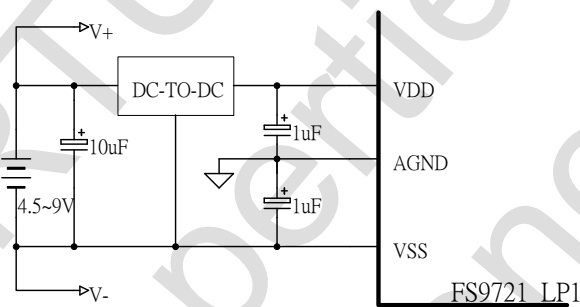 V+
DC-TO-DC
VDD
+
10uF
+
1uF
AGND
4.5~9V
+
1uF
VSS
V-
FS9721_LP1